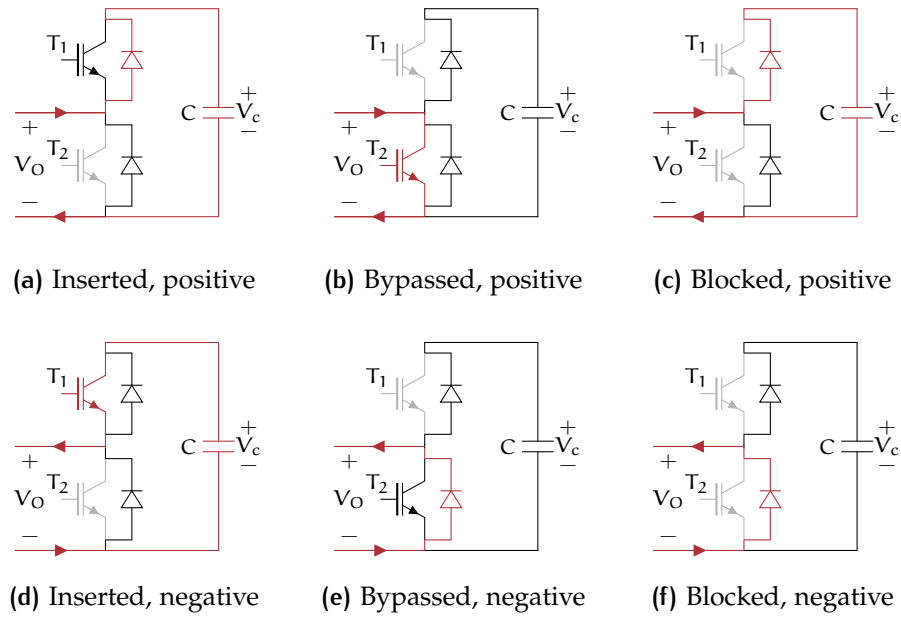 T1
+
C
Vc
−
+
VO
T2
−
(a) Inserted, positive
T1
+
C
Vc
−
+
VO
T2
−
(b) Bypassed, positive
T1
+
C
Vc
−
+
VO
T2
−
(c) Blocked, positive
T1
+
C
Vc
−
+
VO
T2
−
(d) Inserted, negative
T1
+
C
Vc
−
+
VO
T2
−
(e) Bypassed, negative
T1
+
C
Vc
−
+
VO
T2
−
(f) Blocked, negative